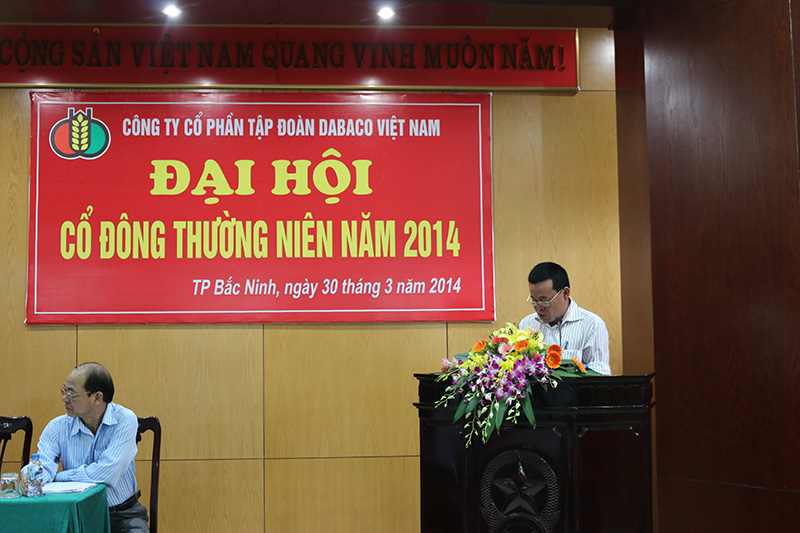 CỘNG SẢN VIỆT NAM QUANG VINH MUÔN NĂM!
CÔNG TY CỔ PHẦN TẬP ĐOÀN DABACO VIỆT NAM
ĐẠI HỘI
CỔ ĐÔNG THƯỜNG NIÊN NĂM 2014
TP Bắc Ninh, ngày 30 tháng 3 năm 2014